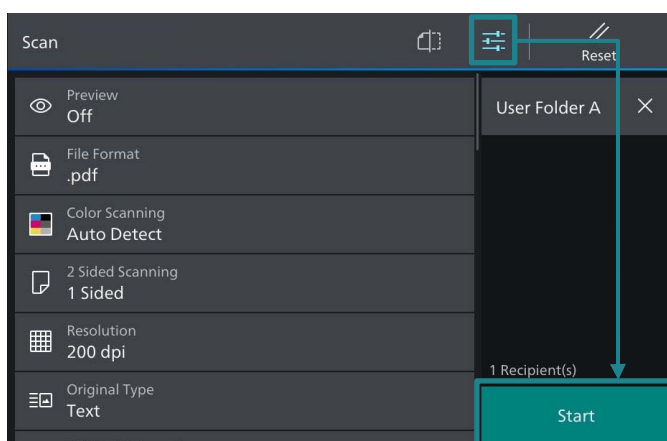 Scan
Reset
Preview
Off
File Format
.pdf
Color Scanning
Auto Detect
2 Sided Scanning
1 Sided
Resolution
200 dpi
Original Type
Text
User Folder A
1 Recipient(s)
Start